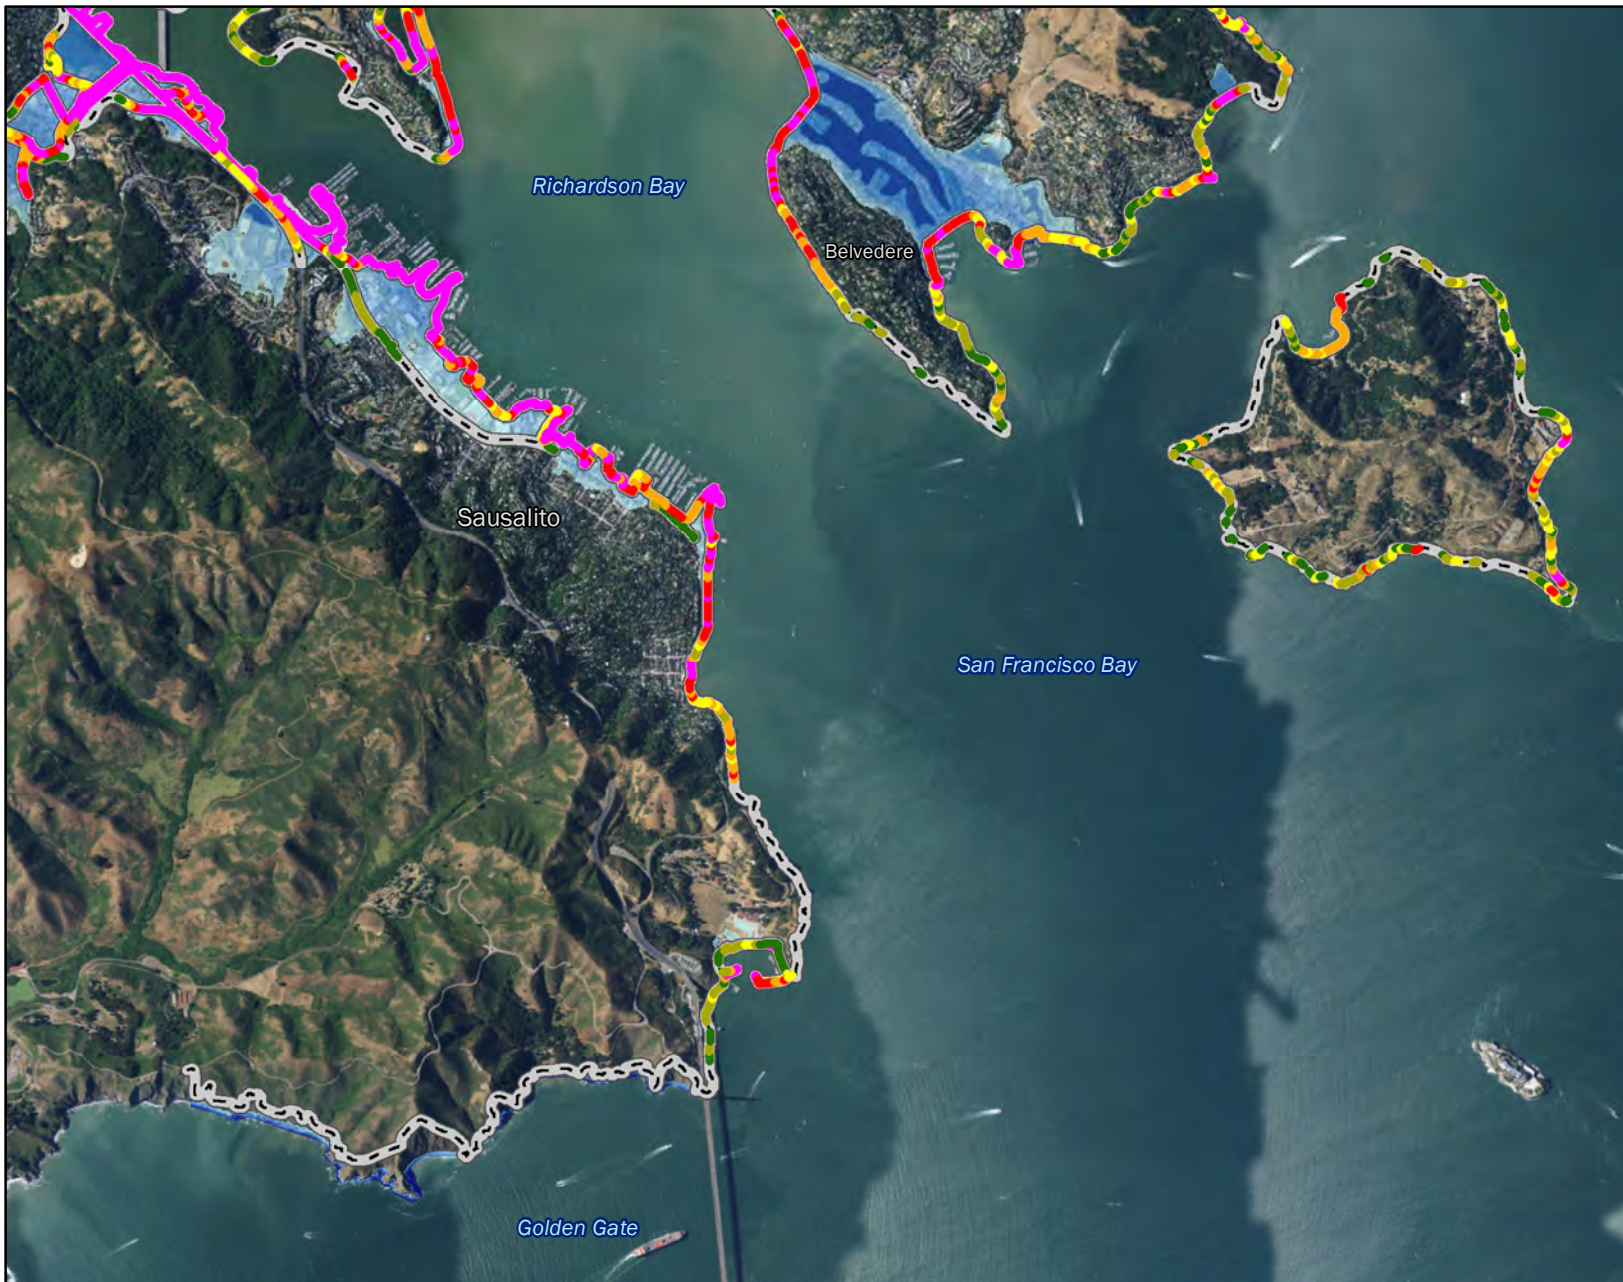 Richardson Bay
Belvedere
Sausalito
San Francisco Bay
Golden Gate